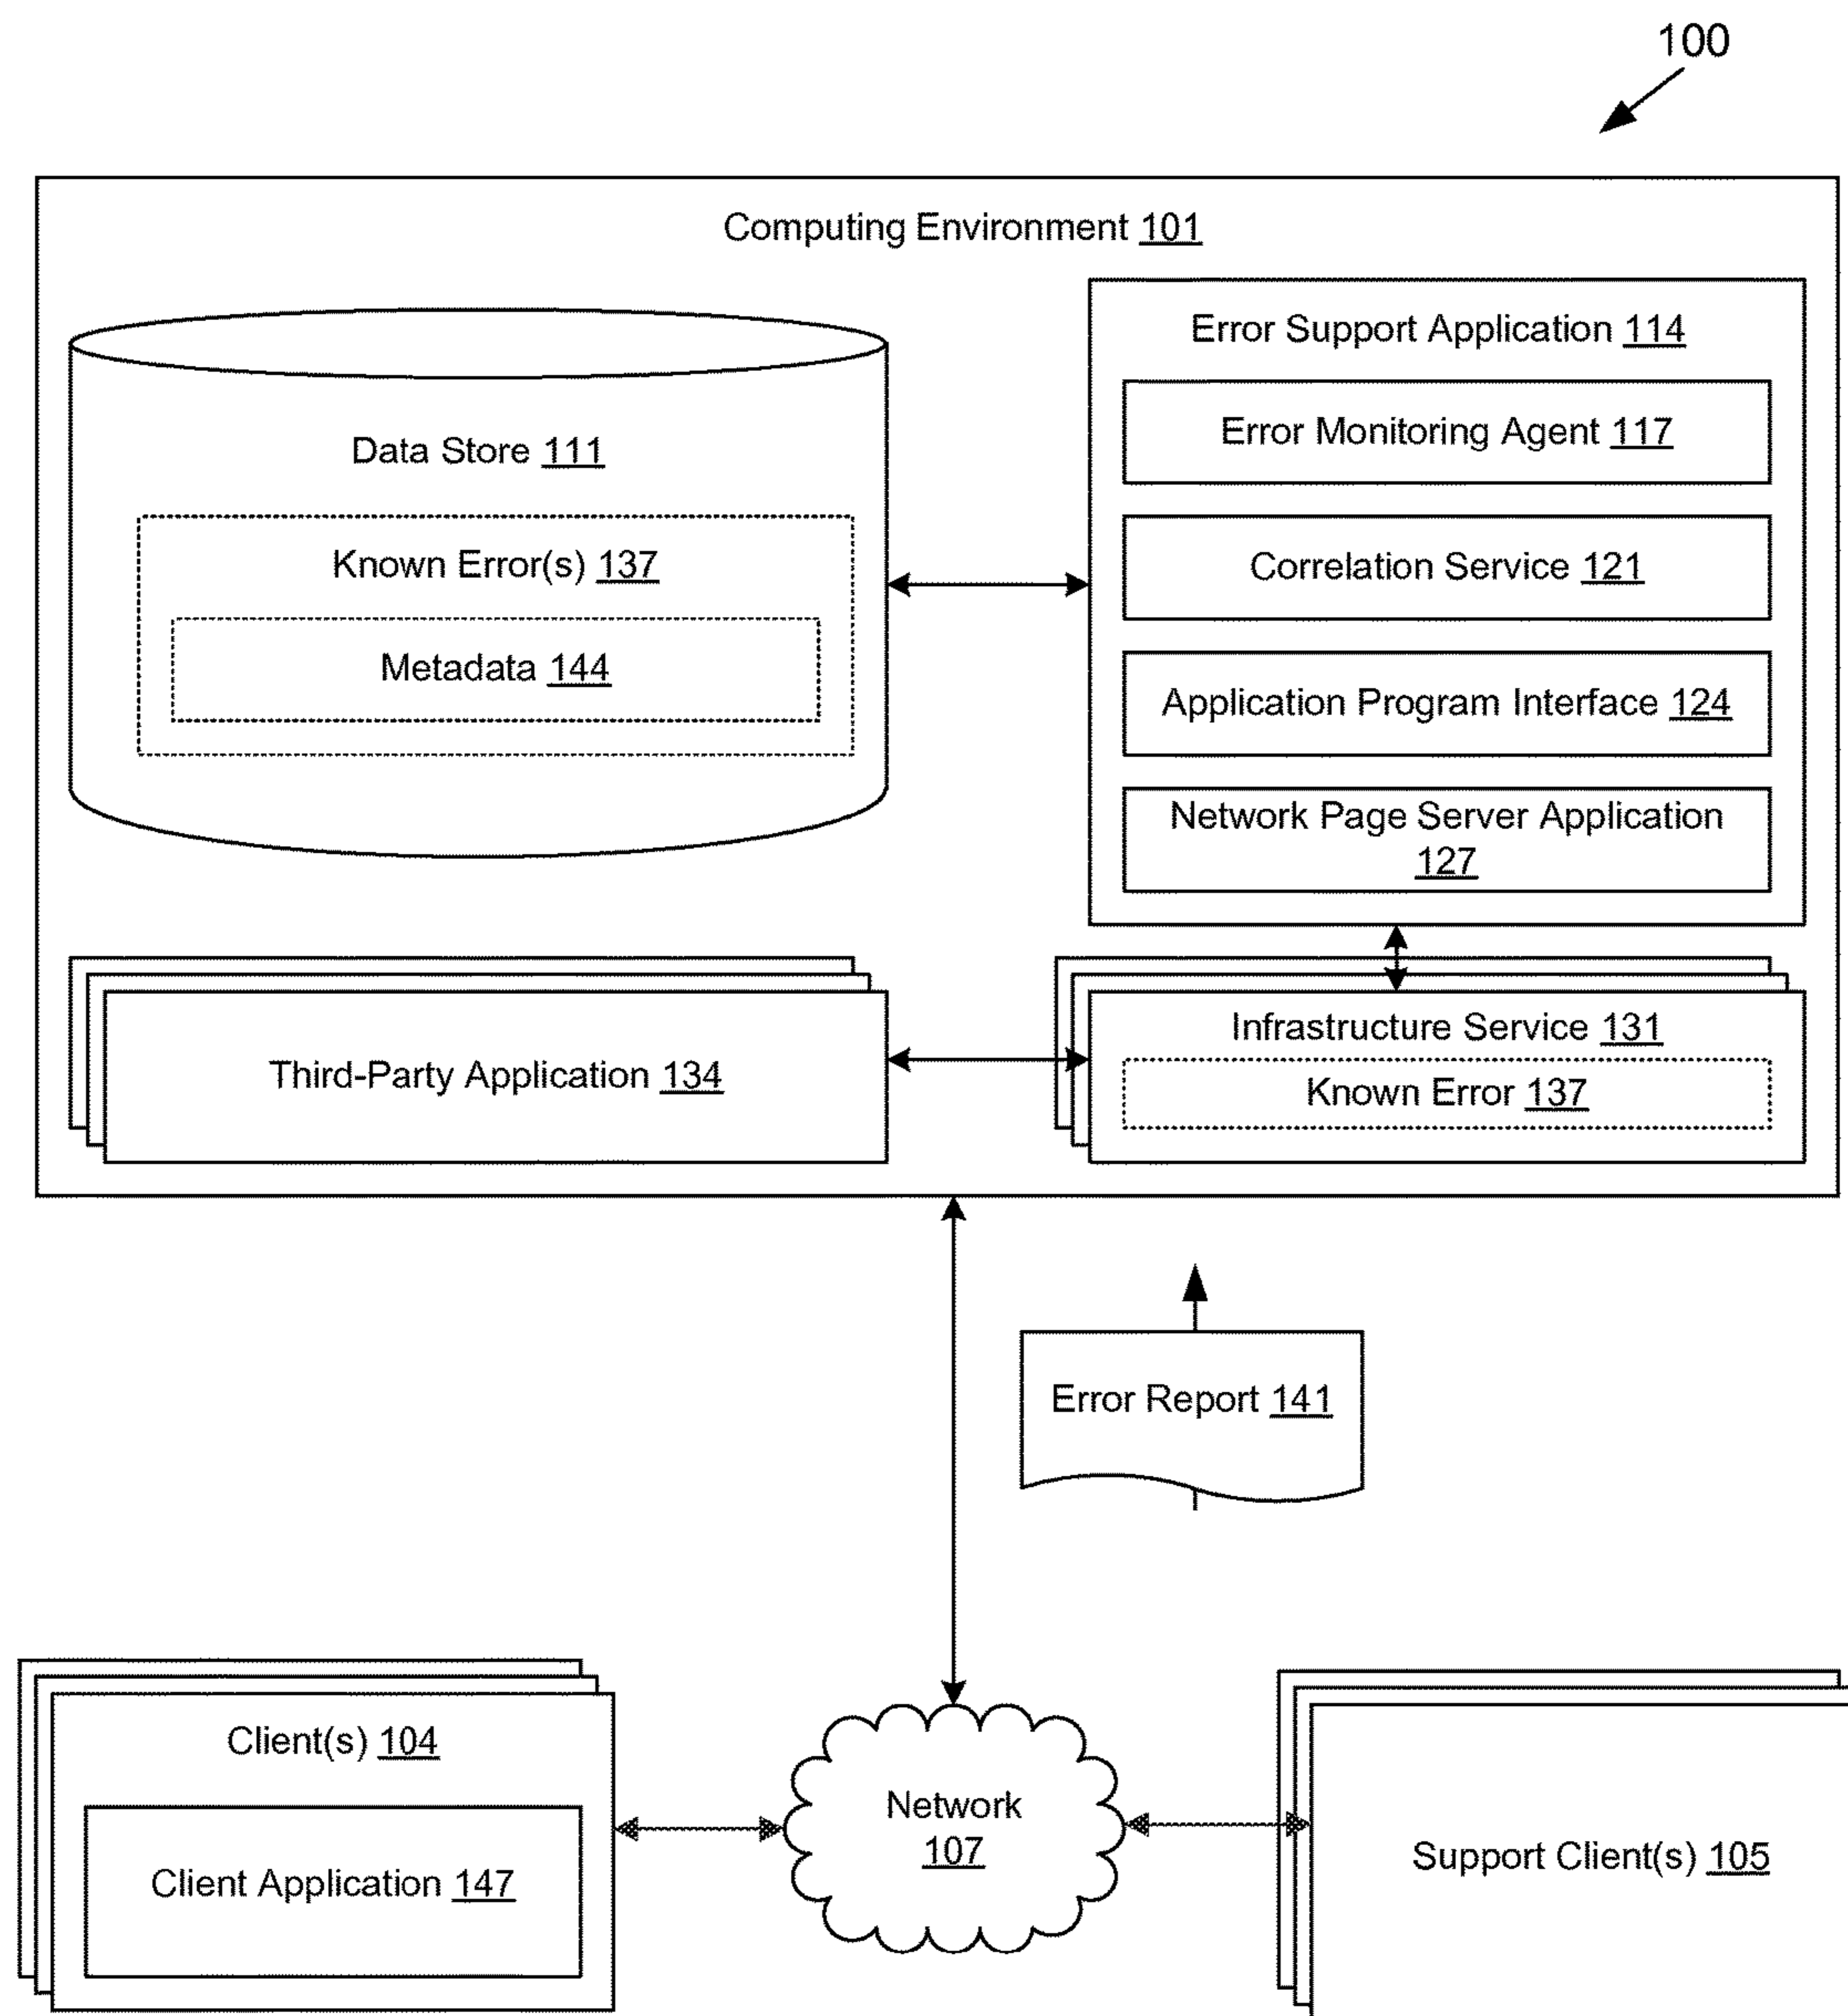 100
Computing Environment 101
Data Store 111
Known Error(s) 137
Metadata 144
Error Support Application 114
Error Monitoring Agent 117
Correlation Service 121
Application Program Interface 124
Network Page Server Application
127
Third-Party Application 134
Infrastructure Service 131
Known Error 137
Error Report 141
Client(s) 104
Client Application 147
Network
107
Support Client(s) 105